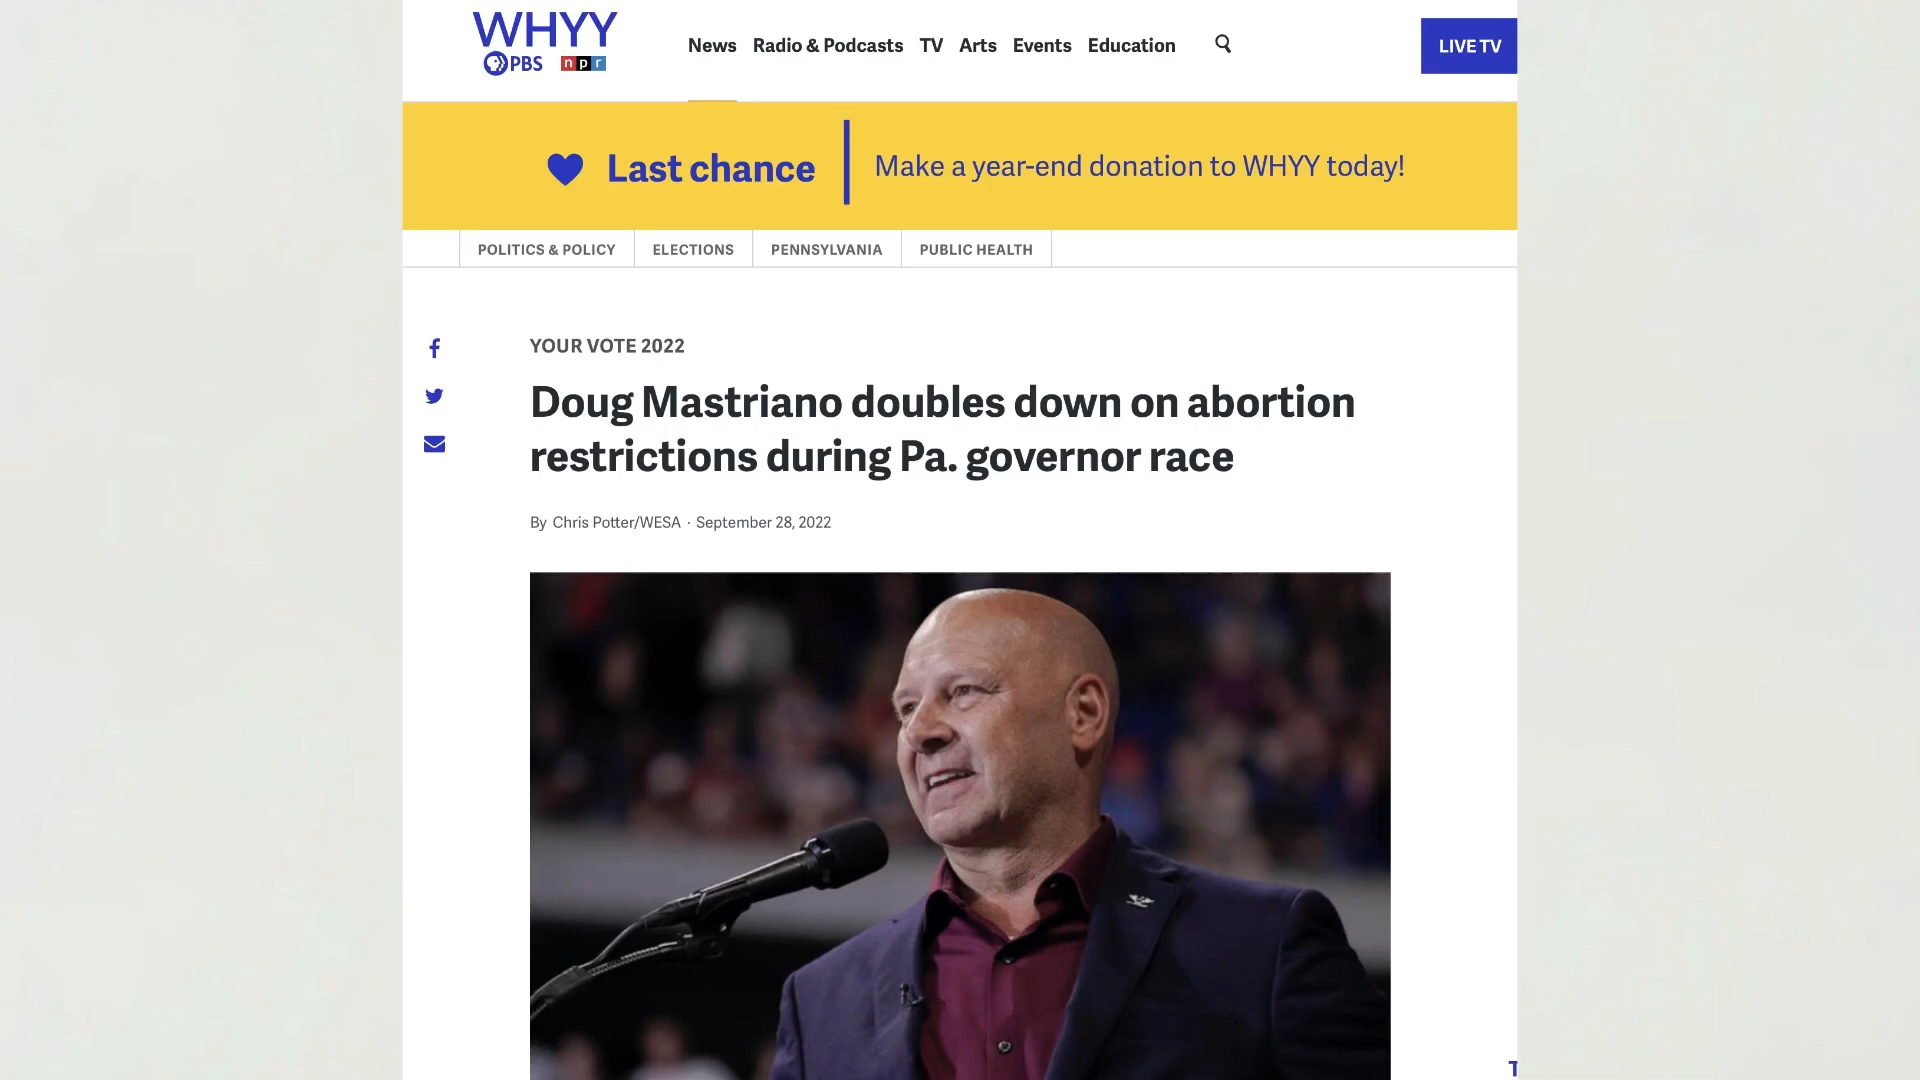 WHYY
PBS npr
News Radio & Podcasts TV Arts Events Education
LIVE TV
Last chance
Make a year-end donation to WHYY today!
POLITICS & POLICY ELECTIONS PENNSYLVANIA PUBLIC HEALTH
YOUR VOTE 2022
Doug Mastriano doubles down on abortion
restrictions during Pa. governor race
By Chris Potter/WESA · September 28, 2022
T